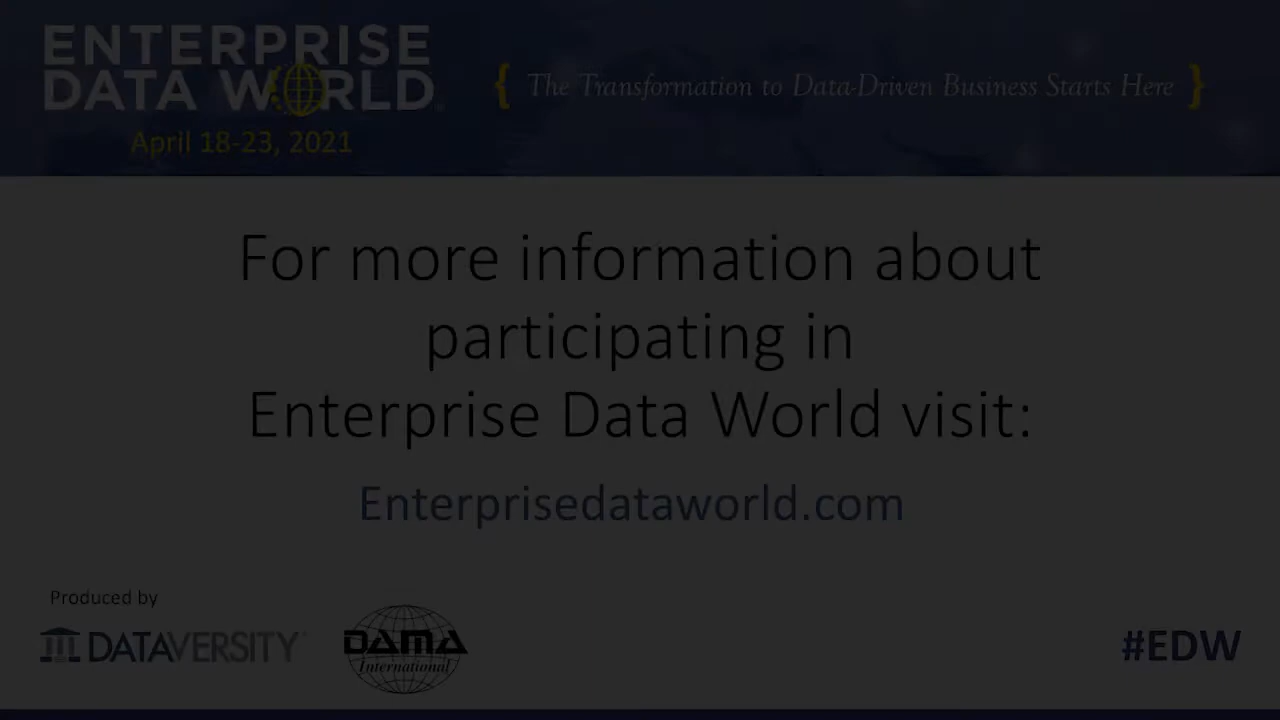 ENTERPRISE
DATA WORLD
April 18-23, 2021
{ The Transformation to Data-Driven Business Starts Here }
For more information about
participating in
Enterprise Data World visit:
Enterprisedataworld.com
Produced by
DATAVERSITY
DAMA
International
#EDW